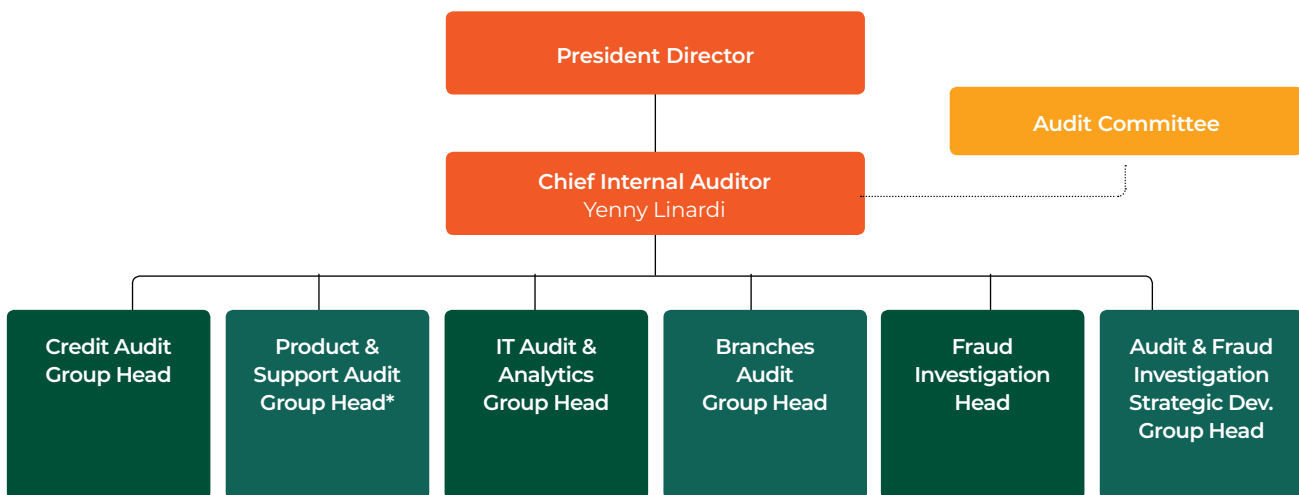 President Director
Audit Committee
Chief Internal Auditor
Yenny Linardi
Credit Audit
Group Head
Product &
Support Audit
Group Head*
IT Audit &
Analytics
Group Head
Branches
Audit
Group Head
Fraud
Investigation
Head
Audit & Fraud
Investigation
Strategic Dev.
Group Head